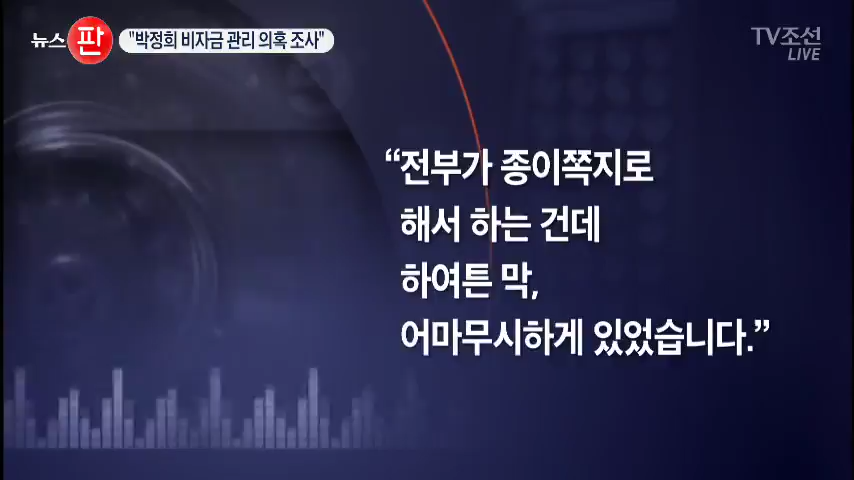 뉴스 판 "박정희 비자금 관리 의혹 조사"
TV조선
LIVE
“전부가 종이쪽지로
해서 하는 건데
하여튼 막,
어마무시하게 있었습니다.”